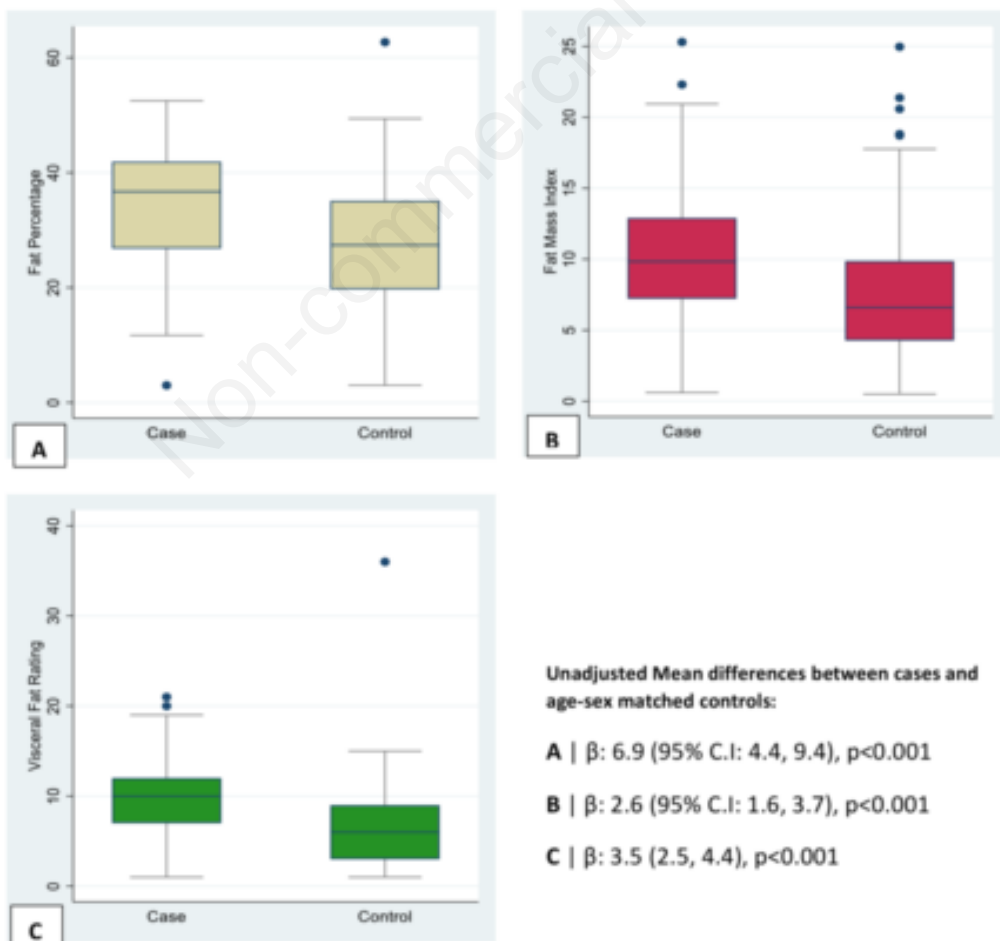 Non-commercial
60
40
20
0
Fat Percentage
Case
Control
A
25
20
15
10
5
0
Fat Mass Index
Case
Control
B
40
30
20
10
0
Visceral Fat Rating
Case
Control
C
Unadjusted Mean differences between cases and
age-sex matched controls:
A | β: 6.9 (95% C.I: 4.4, 9.4), p<0.001
B | β: 2.6 (95% C.I: 1.6, 3.7), p<0.001
C | β: 3.5 (2.5, 4.4), p<0.001